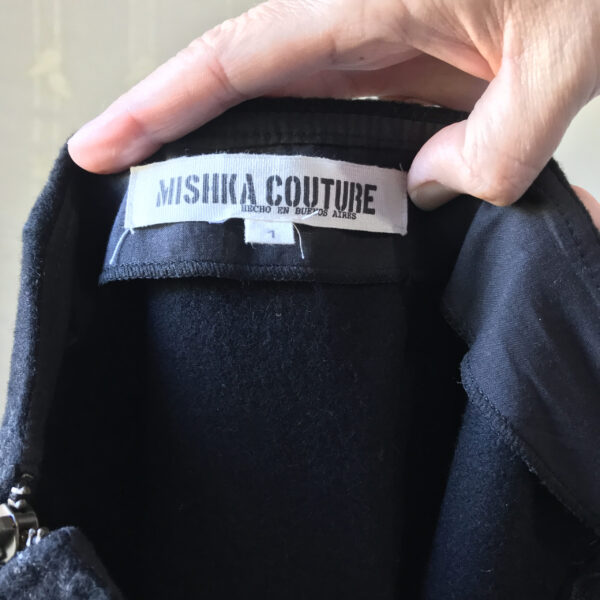 MISHKA COUTURE
HECHO EN BUENOS AIRES
1